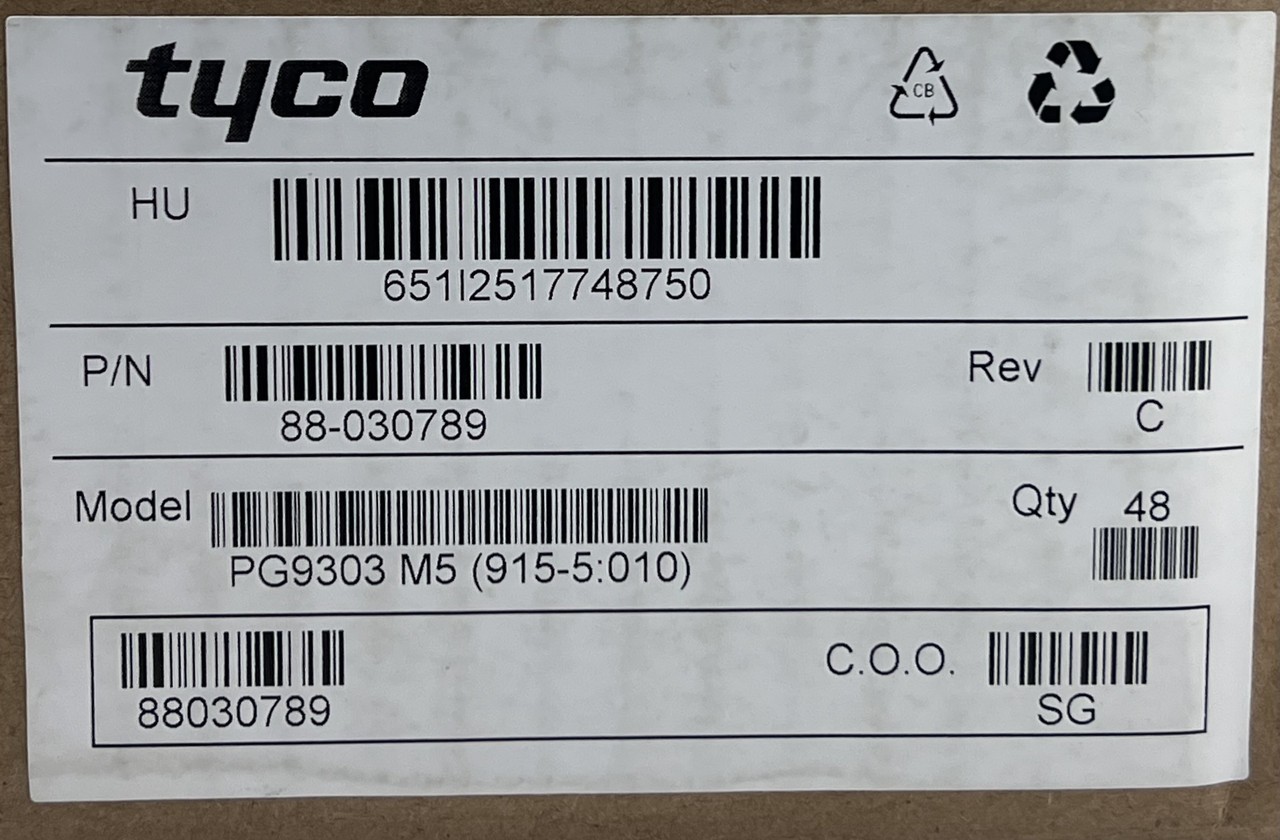 tyco
CB
HU
651I2517748750
P/N
88-030789
Rev
C
Model
PG9303 M5 (915-5:010)
Qty 48
88030789
C.O.O.
SG